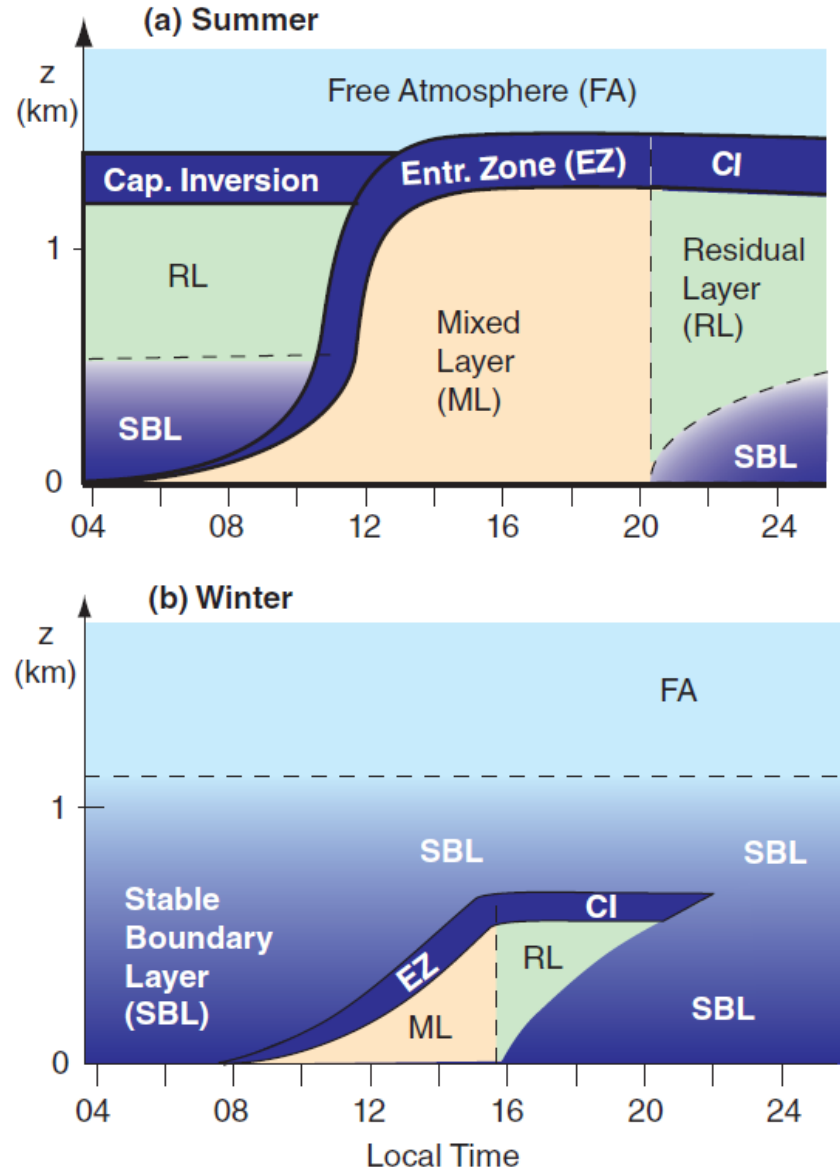 (a) Summer
z
(km)
Free Atmosphere (FA)
Cap. Inversion
Entr. Zone (EZ)
CI
1
RL
Residual
Layer
(RL)
Mixed
Layer
(ML)
SBL
SBL
0
04 08 12 16 20 24
(b) Winter
z
(km)
FA
1
SBL
SBL
Stable
Boundary
Layer
(SBL)
CI
EZ
RL
ML
SBL
0
04 08 12 16 20 24
Local Time